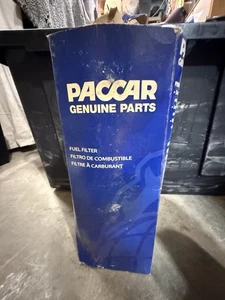 PACCAR
GENUINE PARTS
FUEL FILTER
FILTRO DE COMBUSTIBLE
FILTRE À CARBURANT